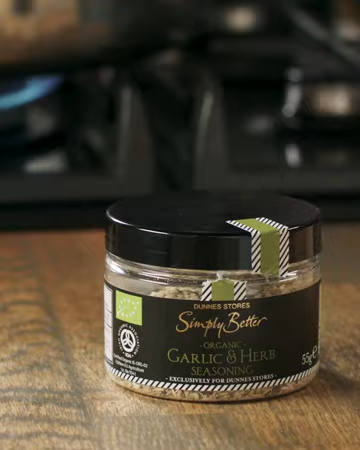 DUNNES STORES
Simply Better
· ORGANIC ·
GARLIC & HERB
SEASONING
· EXCLUSIVELY FOR DUNNES STORES ·
55g e